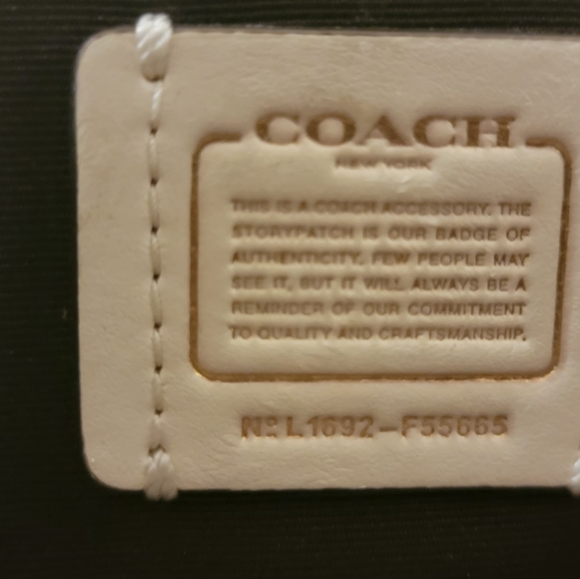 COACH
NEW YORK
THIS IS A COACH ACCESSORY. THE
STORYPATCH IS OUR BADGE OF
AUTHENTICITY. FEW PEOPLE MAY
SEE IT, BUT IT WILL ALWAYS BE A
REMINDER OF OUR COMMITMENT
TO QUALITY AND CRAFTSMANSHIP.
Nº L1692-F55665